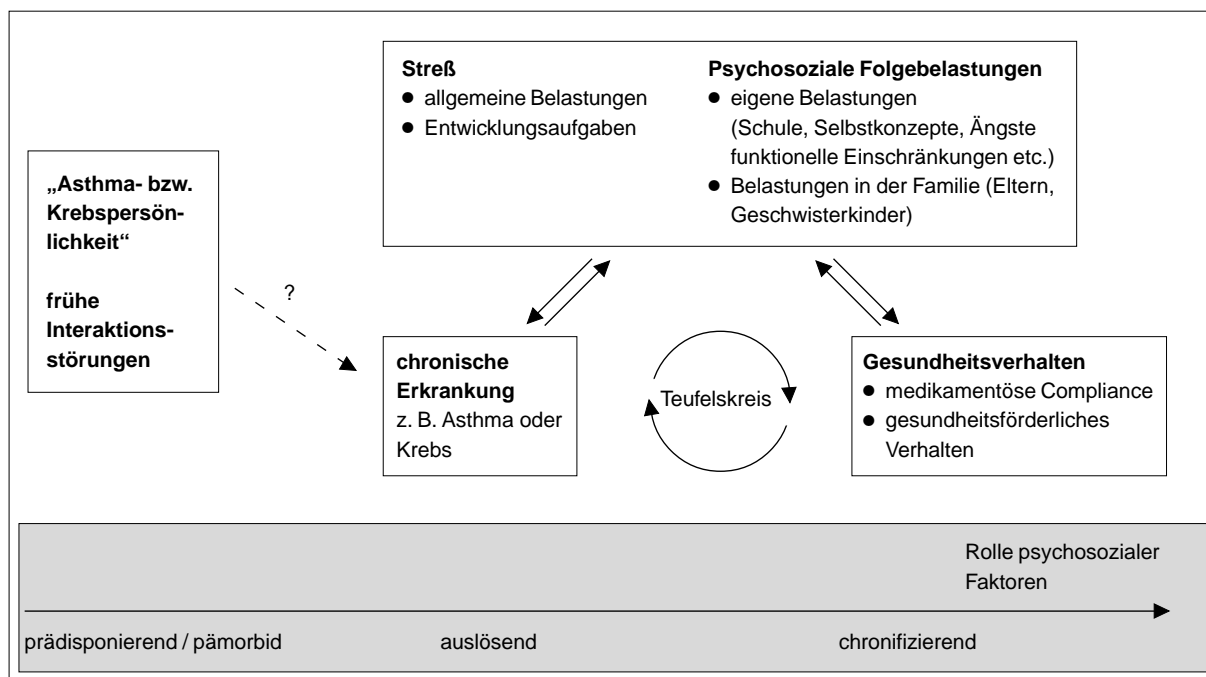 Streß
● allgemeine Belastungen
● Entwicklungsaufgaben
Psychosoziale Folgebelastungen
● eigene Belastungen
(Schule, Selbstkonzepte, Ängste
funktionelle Einschränkungen etc.)
● Belastungen in der Familie (Eltern,
Geschwisterkinder)
„Asthma- bzw.
Krebspersön-
lichkeit“
frühe
Interaktions-
störungen
?
chronische
Erkrankung
z. B. Asthma oder
Krebs
Teufelskreis
Gesundheitsverhalten
● medikamentöse Compliance
● gesundheitsförderliches
Verhalten
Rolle psychosozialer
Faktoren
prädisponierend / pämorbid
auslösend
chronifizierend